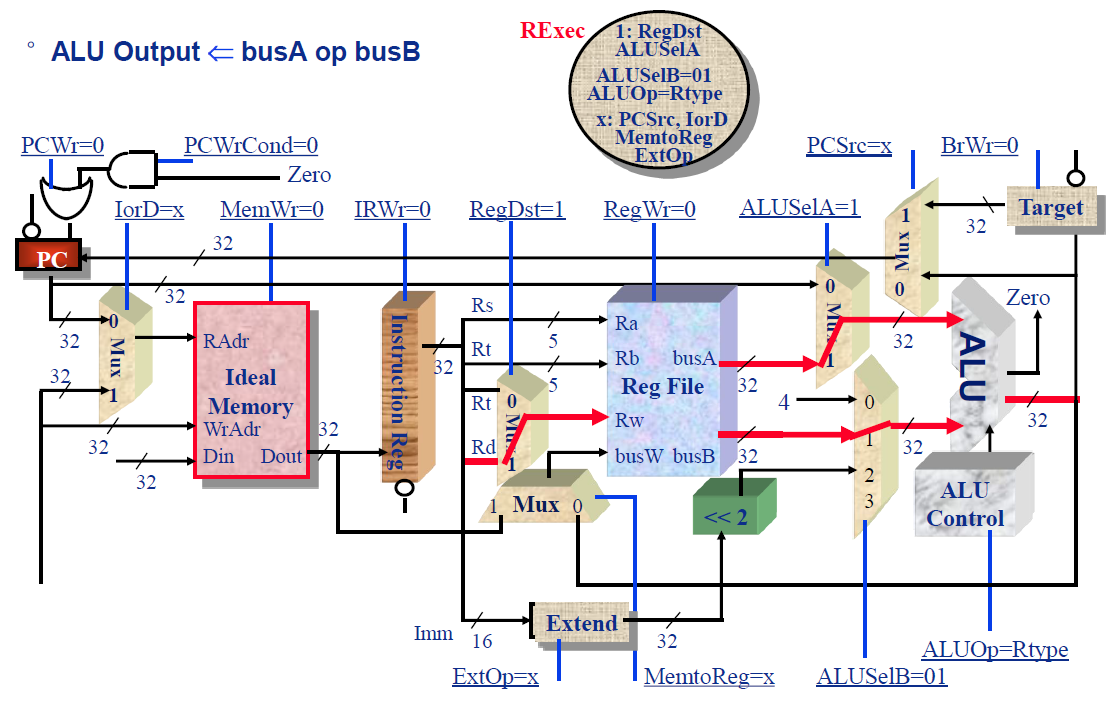 ° ALU Output ⇐ busA op busB
RExec
1: RegDst
ALUSelA
ALUSelB=01
ALUOp=Rtype
x: PCSrc, IorD
MemtoReg
ExtOp
PCWr=0
PCWrCond=0
Zero
PCSrc=x
BrWr=0
IorD=x
MemWr=0
IRWr=0
RegDst=1
RegWr=0
ALUSelA=1
Target
32
PC
32
32
Mux
1
0
Zero
0
Mux
1
32
32
32
32
RAdr
Ideal
Memory
WrAdr
Din
Dout
32
32
Instruction Reg
32
Rs
Rt
Rt
Rd
5
5
0
Mux
1
Ra
Rb
busA
Reg File
Rw
busW
busB
32
32
0
Mux
1
32
4
0
1
2
3
32
ALU
32
ALU
Control
1
Mux
0
<< 2
Imm
16
Extend
32
ExtOp=x
MemtoReg=x
ALUSelB=01
ALUOp=Rtype